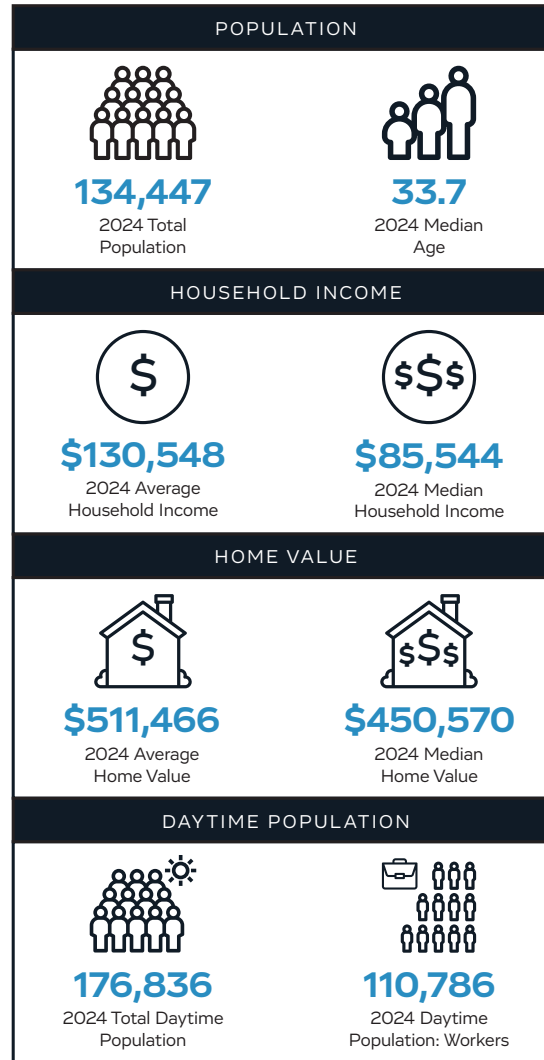 POPULATION
134,447
2024 Total
Population
33.7
2024 Median
Age
HOUSEHOLD INCOME
$
$130,548
2024 Average
Household Income
$$$
$85,544
2024 Median
Household Income
HOME VALUE
$
$511,466
2024 Average
Home Value
$$$
$450,570
2024 Median
Home Value
DAYTIME POPULATION
176,836
2024 Total Daytime
Population
110,786
2024 Daytime
Population: Workers